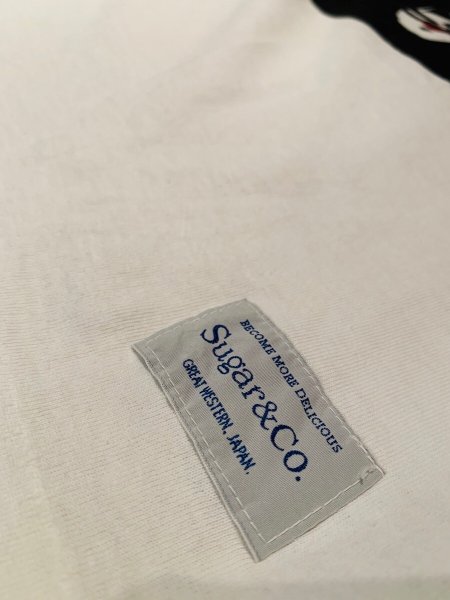 BECOME MORE DELICIOUS
Sugar&Co.
GREAT WESTERN. JAPAN.